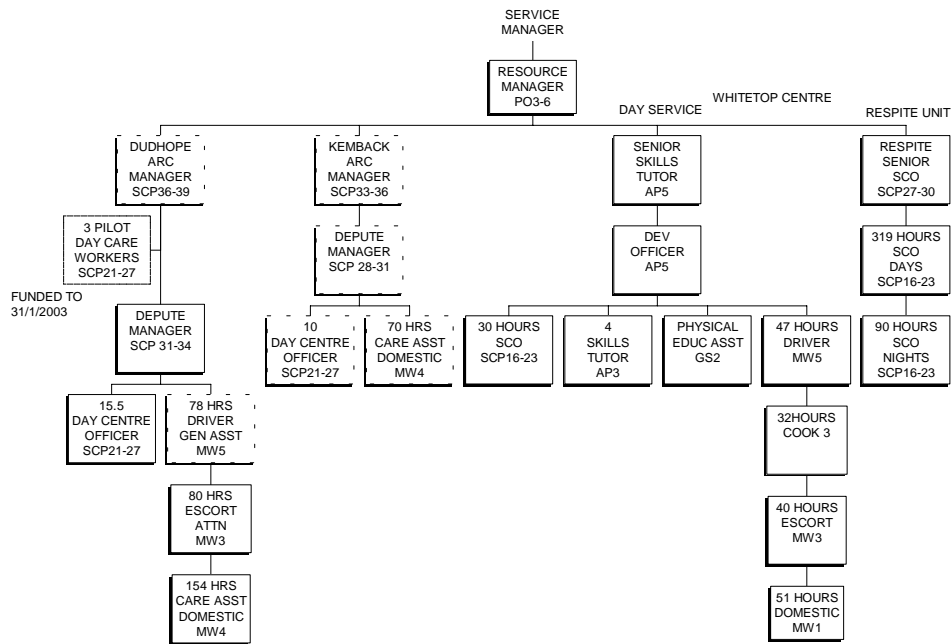 SERVICE
MANAGER
RESOURCE
MANAGER
PO3-6
DAY SERVICE
WHITETOP CENTRE
RESPITE UNIT
DUDHOPE
ARC
MANAGER
SCP36-39
KEMBACK
ARC
MANAGER
SCP33-36
SENIOR
SKILLS
TUTOR
AP5
RESPITE
SENIOR
SCO
SCP27-30
3 PILOT
DAY CARE
WORKERS
SCP21-27
DEPUTE
MANAGER
SCP 28-31
DEV
OFFICER
AP5
319 HOURS
SCO
DAYS
SCP16-23
FUNDED TO
31/1/2003
DEPUTE
MANAGER
SCP 31-34
10
DAY CENTRE
OFFICER
SCP21-27
70 HRS
CARE ASST
DOMESTIC
MW4
30 HOURS
SCO
SCP16-23
4
SKILLS
TUTOR
AP3
PHYSICAL
EDUC ASST
GS2
47 HOURS
DRIVER
MW5
90 HOURS
SCO
NIGHTS
SCP16-23
15.5
DAY CENTRE
OFFICER
SCP21-27
78 HRS
DRIVER
GEN ASST
MW5
32HOURS
COOK 3
80 HRS
ESCORT
ATTN
MW3
40 HOURS
ESCORT
MW3
154 HRS
CARE ASST
DOMESTIC
MW4
51 HOURS
DOMESTIC
MW1